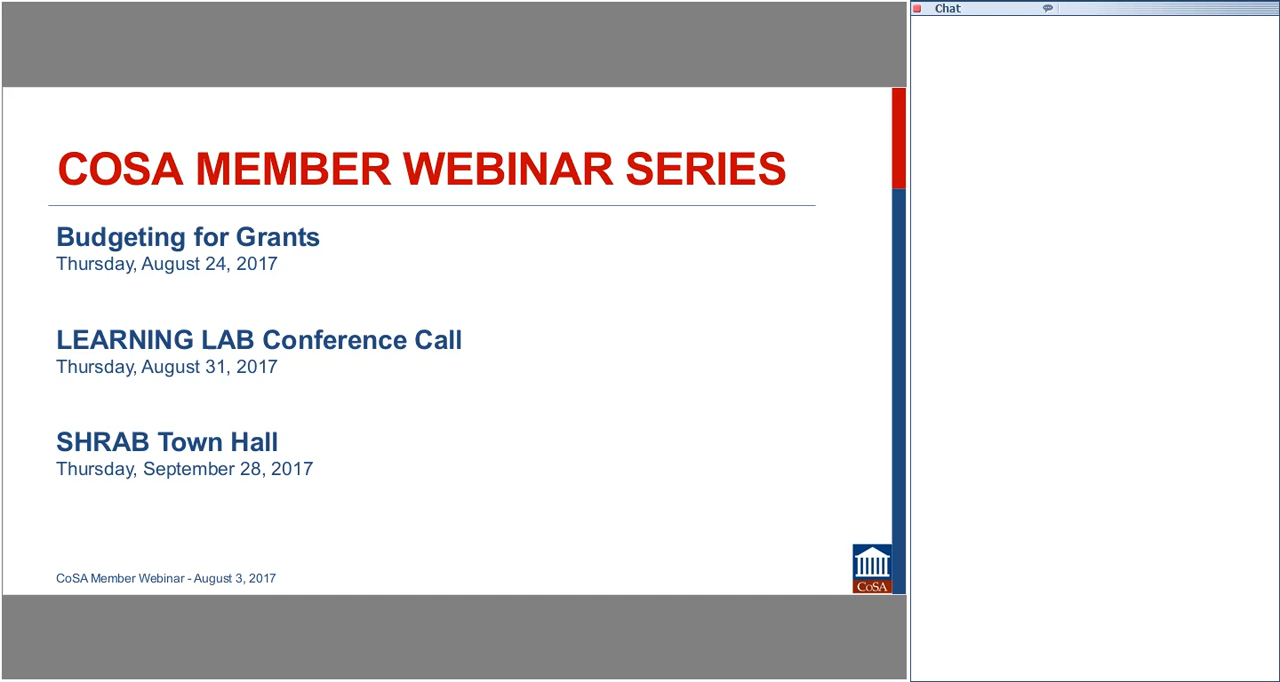 COSA MEMBER WEBINAR SERIES
Budgeting for Grants
Thursday, August 24, 2017
LEARNING LAB Conference Call
Thursday, August 31, 2017
SHRAB Town Hall
Thursday, September 28, 2017
CoSA Member Webinar - August 3, 2017
CoSA
Chat